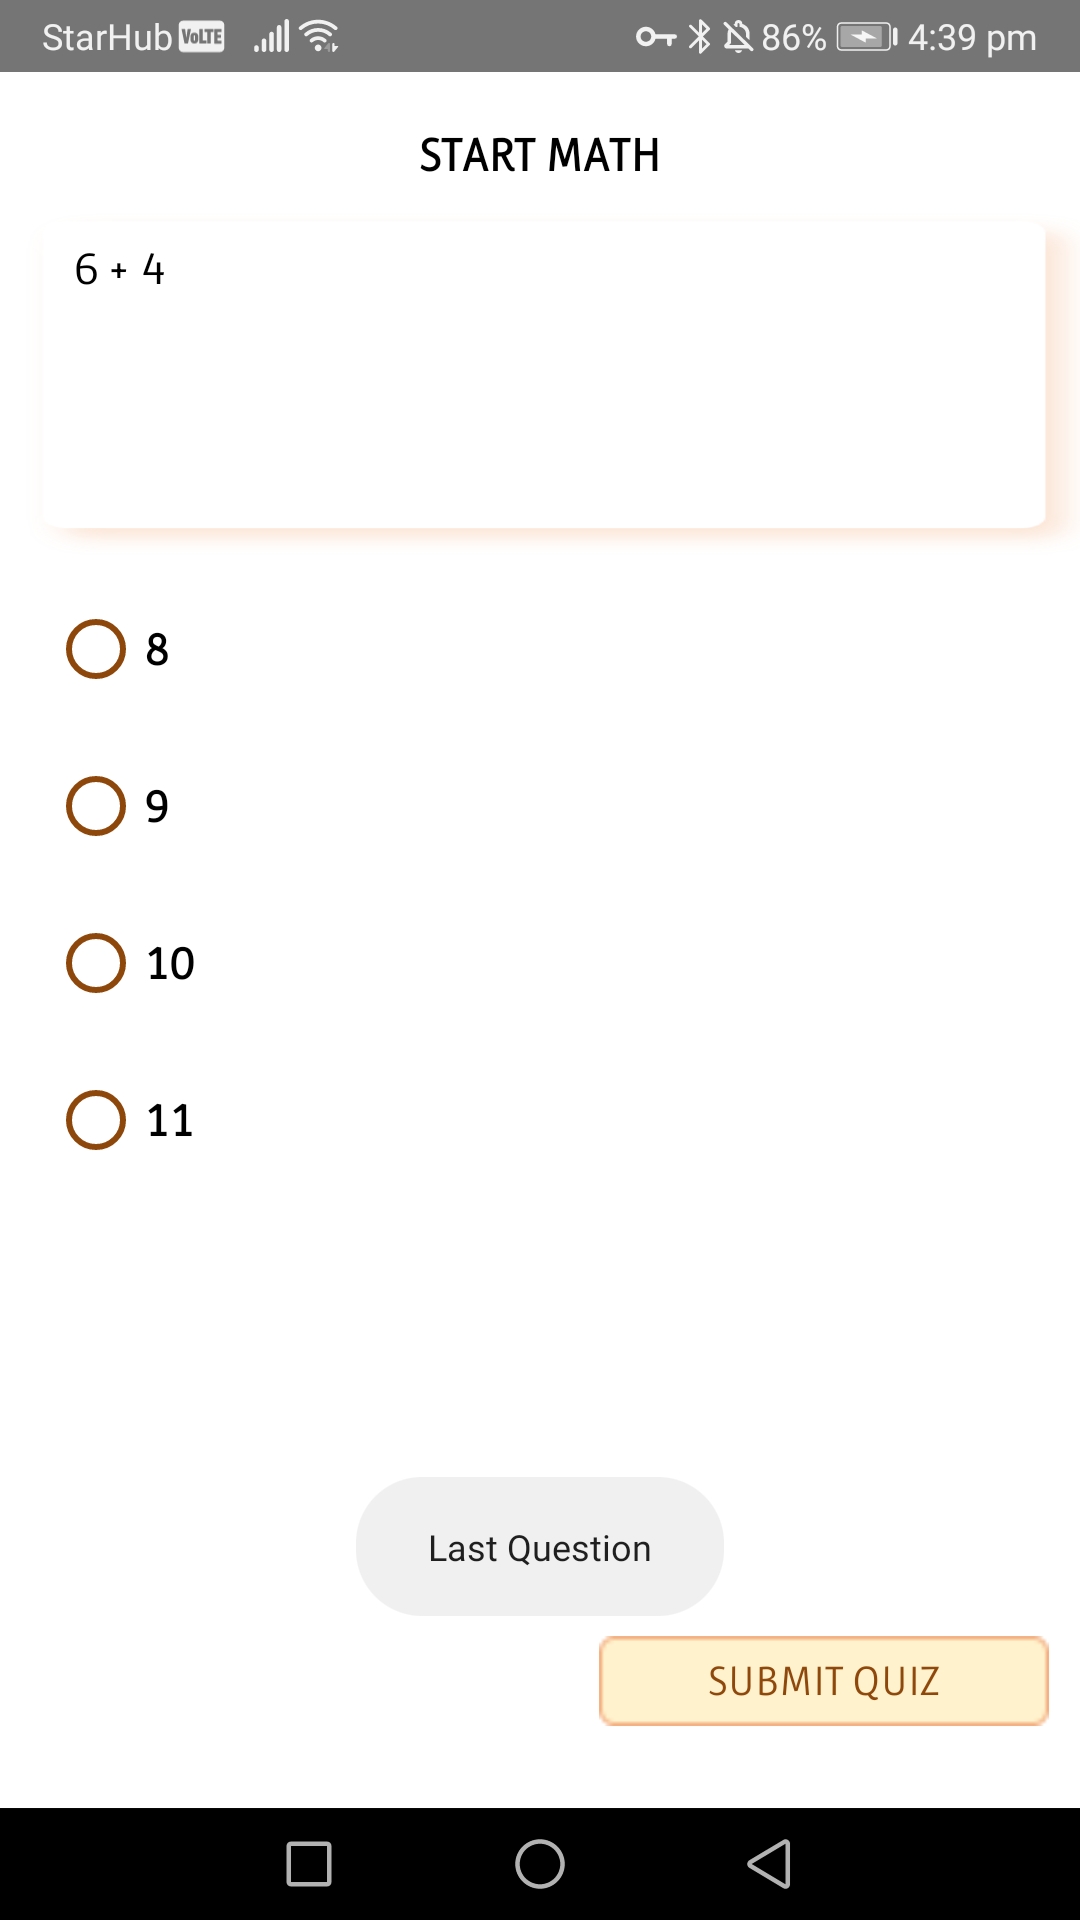 StarHub VoLTE 86% 4:39 pm
START MATH
6 + 4
8
9
10
11
Last Question
SUBMIT QUIZ